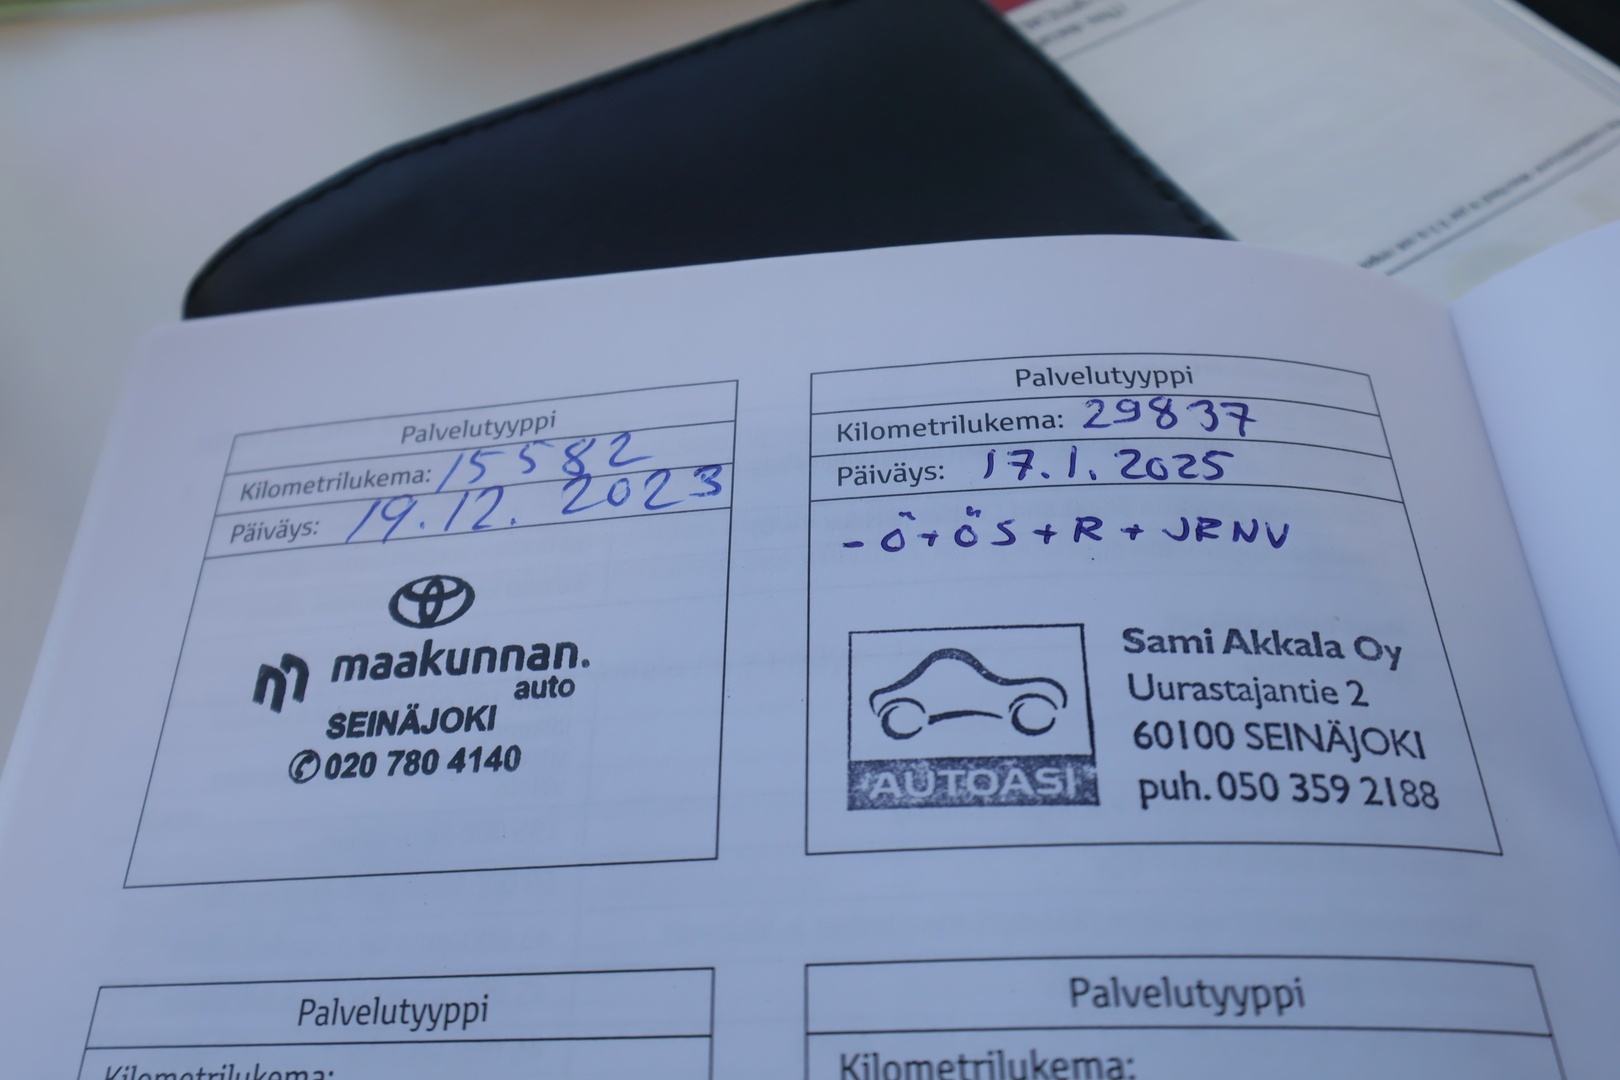 Palvelutyyppi
Kilometrilukema: 15582
Päiväys: 19.12. 2023
maakunnan.
auto
SEINÄJOKI
✆020 780 4140
Palvelutyyppi
Kilometrilukema: 29837
Päiväys: 17.1.2025
- Ö + ÖS + R + JRNV
AUTOASI
Sami Akkala Oy
Uurastajantie 2
60100 SEINÄJOKI
puh. 050 359 2188
Palvelutyyppi
Kilometrilukema:
Palvelutyyppi
Kilometrilukema: